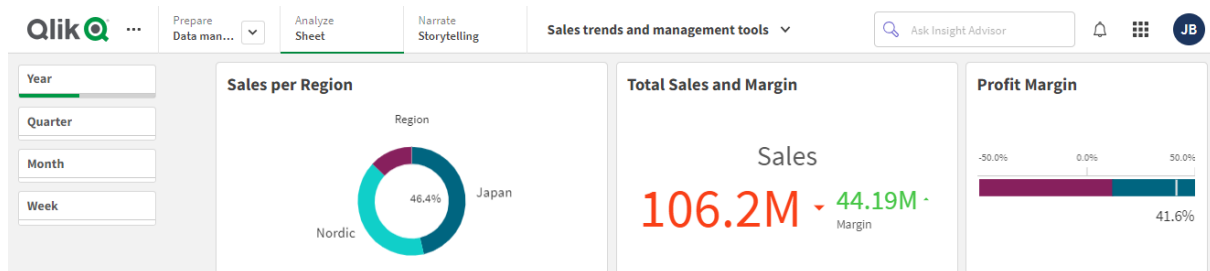 Qlik
Prepare
Data man...
Analyze
Sheet
Narrate
Storytelling
Sales trends and management tools
Ask Insight Advisor
JB
Year
Quarter
Month
Week
Sales per Region
Region
46.4%
Japan
Nordic
Total Sales and Margin
Sales
106.2M
44.19M
Margin
Profit Margin
-50.0% 0.0% 50.0%
41.6%